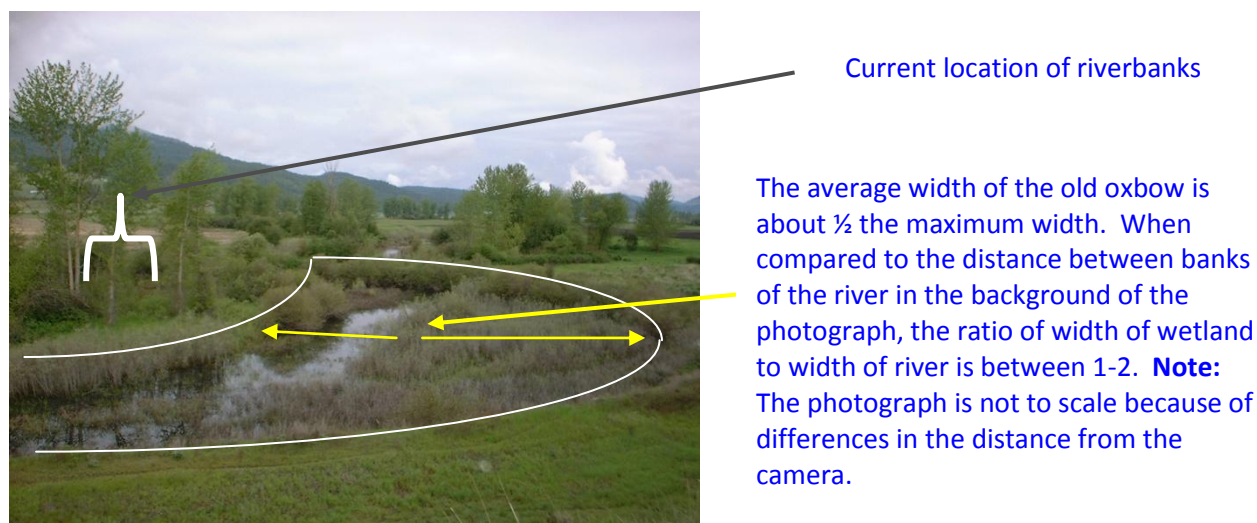 Current location of riverbanks
The average width of the old oxbow is
about ½ the maximum width.  When
compared to the distance between banks
of the river in the background of the
photograph, the ratio of width of wetland
to width of river is between 1-2.  Note:
The photograph is not to scale because of
differences in the distance from the
camera.